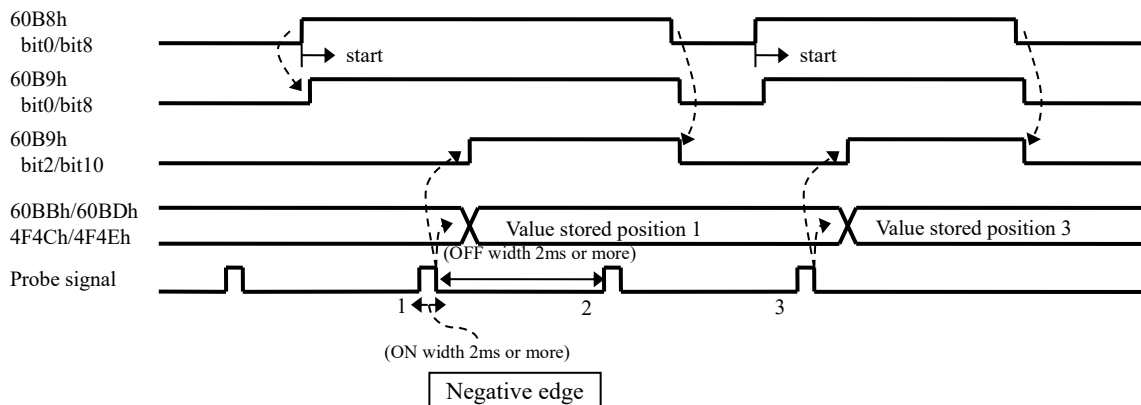 60B8h
bit0/bit8
start
start
60B9h
bit0/bit8
60B9h
bit2/bit10
60BBh/60BDh
4F4Ch/4F4Eh
Value stored position 1
Value stored position 3
(OFF width 2ms or more)
Probe signal
1
2
3
(ON width 2ms or more)
Negative edge